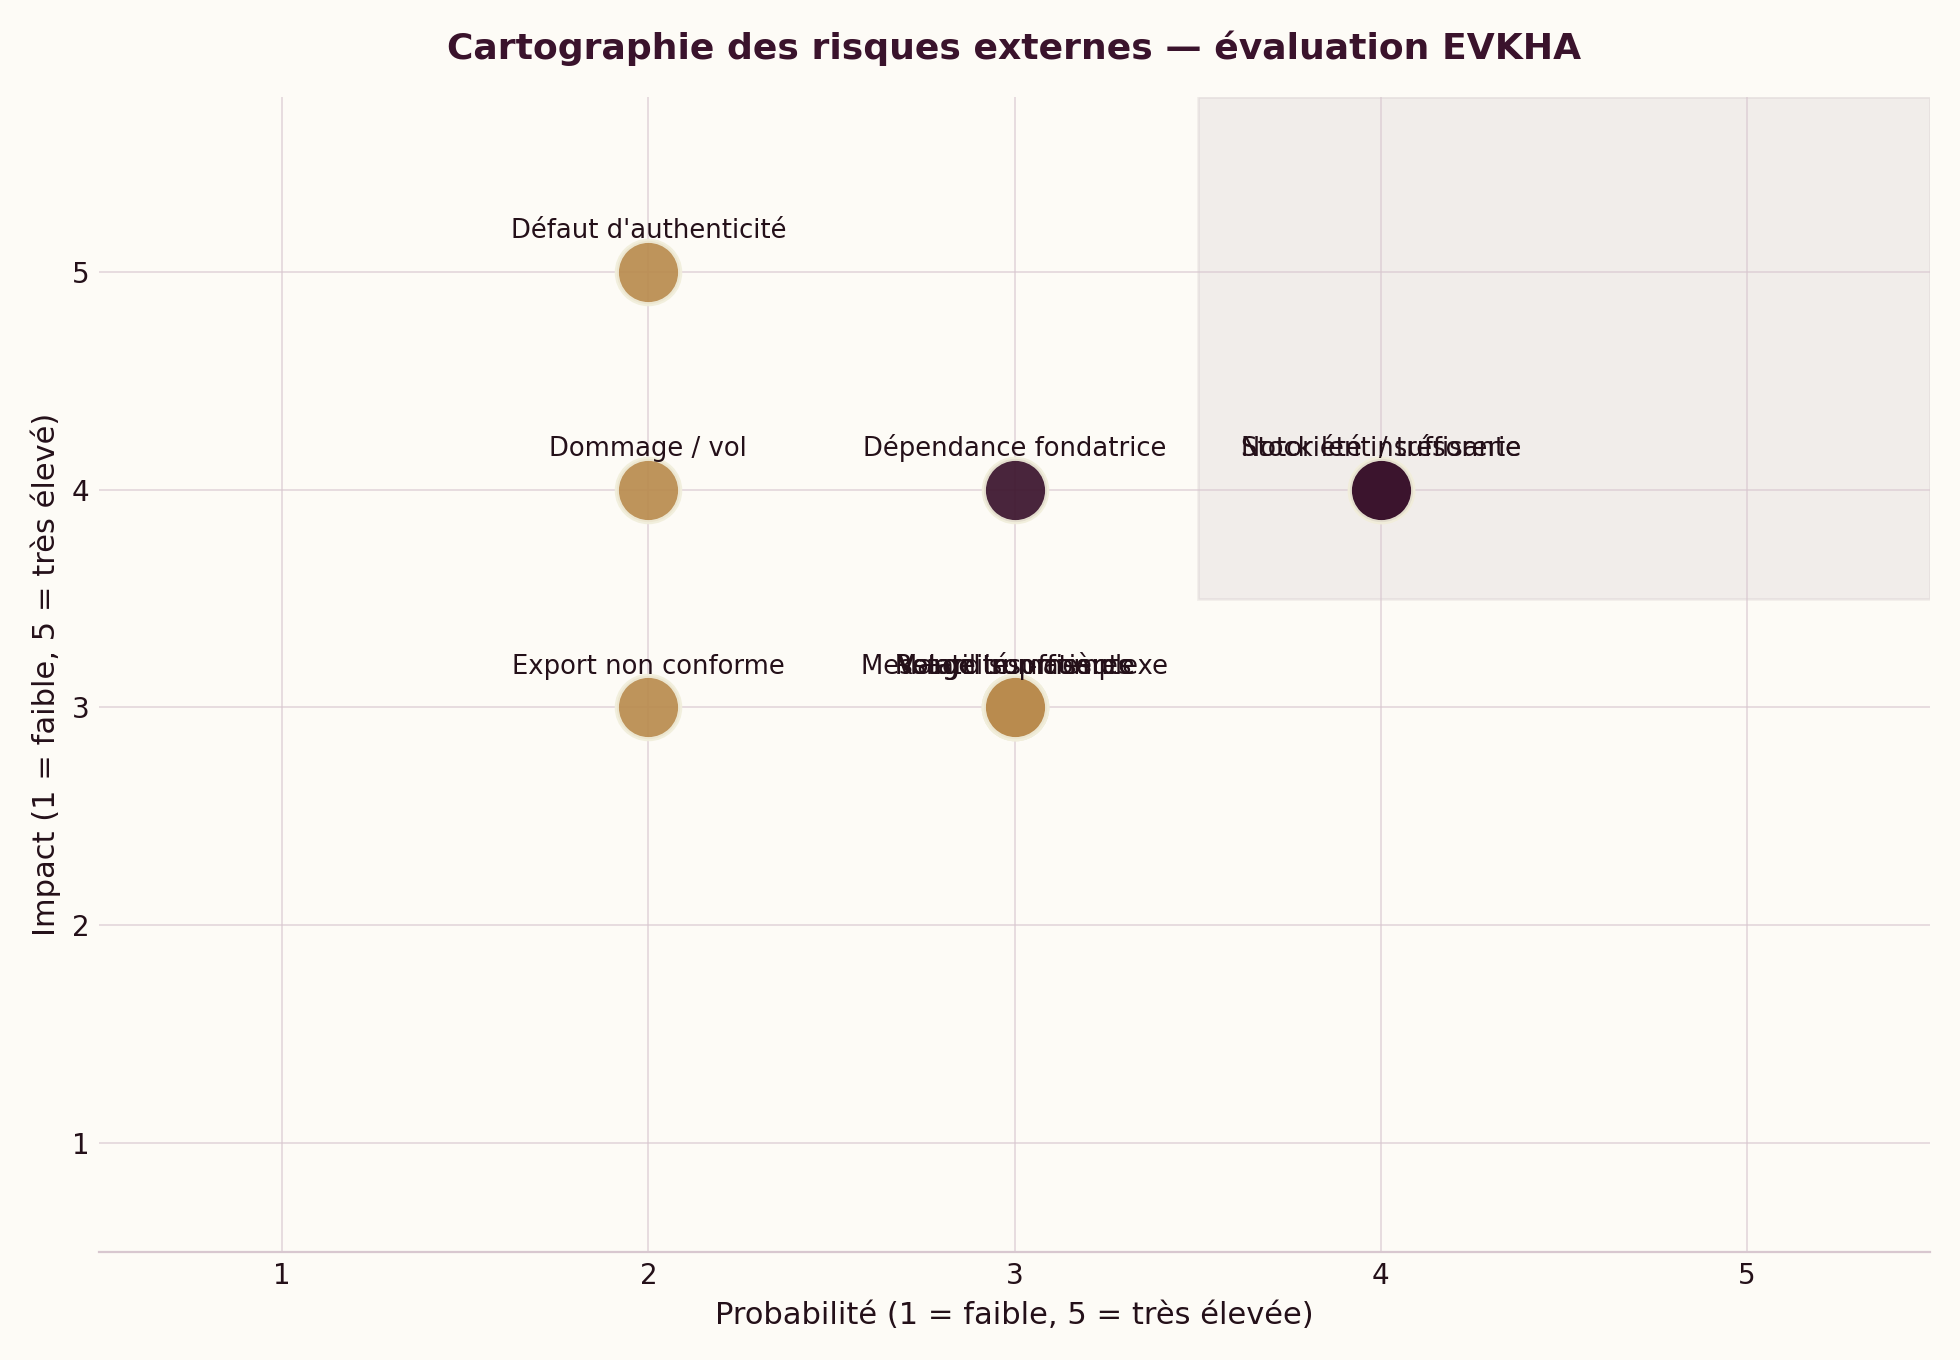 Cartographie des risques externes — évaluation EVKHA
Défaut d'authenticité
5
Dommage / vol
Dépendance fondatrice
4
Export non conforme
3
2
1
1 2 3 4 5
Impact (1 = faible, 5 = très élevé)
Probabilité (1 = faible, 5 = très élevée)